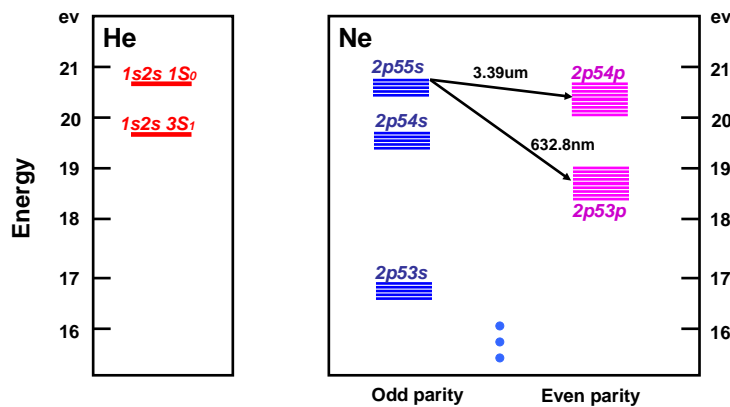 ev
He
21
1s2s 1S0
20
1s2s 3S1
19
18
17
16
Energy
Ne
2p55s
3.39um
2p54p
2p54s
632.8nm
2p53p
2p53s
Odd parity
Even parity
ev
21
20
19
18
17
16